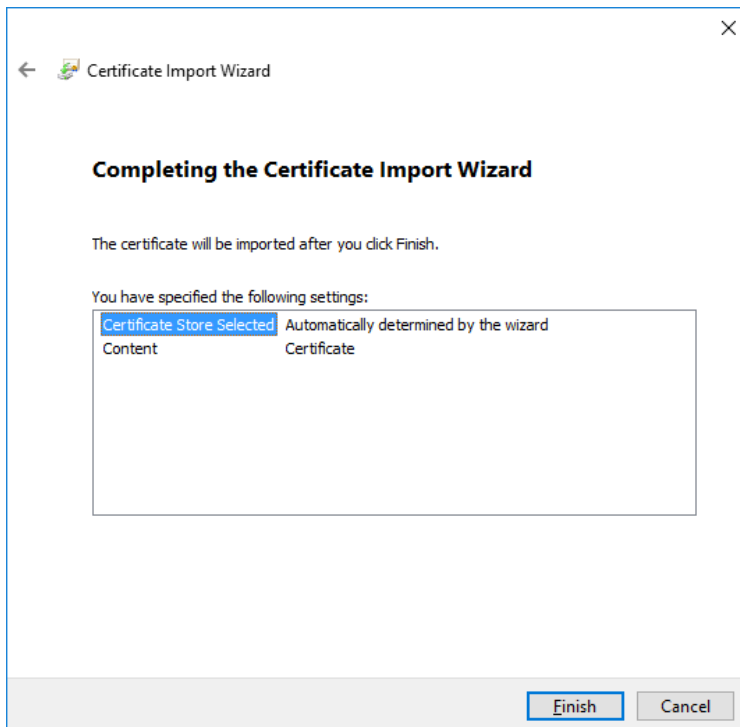 Certificate Import Wizard
Completing the Certificate Import Wizard
The certificate will be imported after you click Finish.
You have specified the following settings:
Certificate Store Selected Automatically determined by the wizard
Content Certificate
Finish Cancel